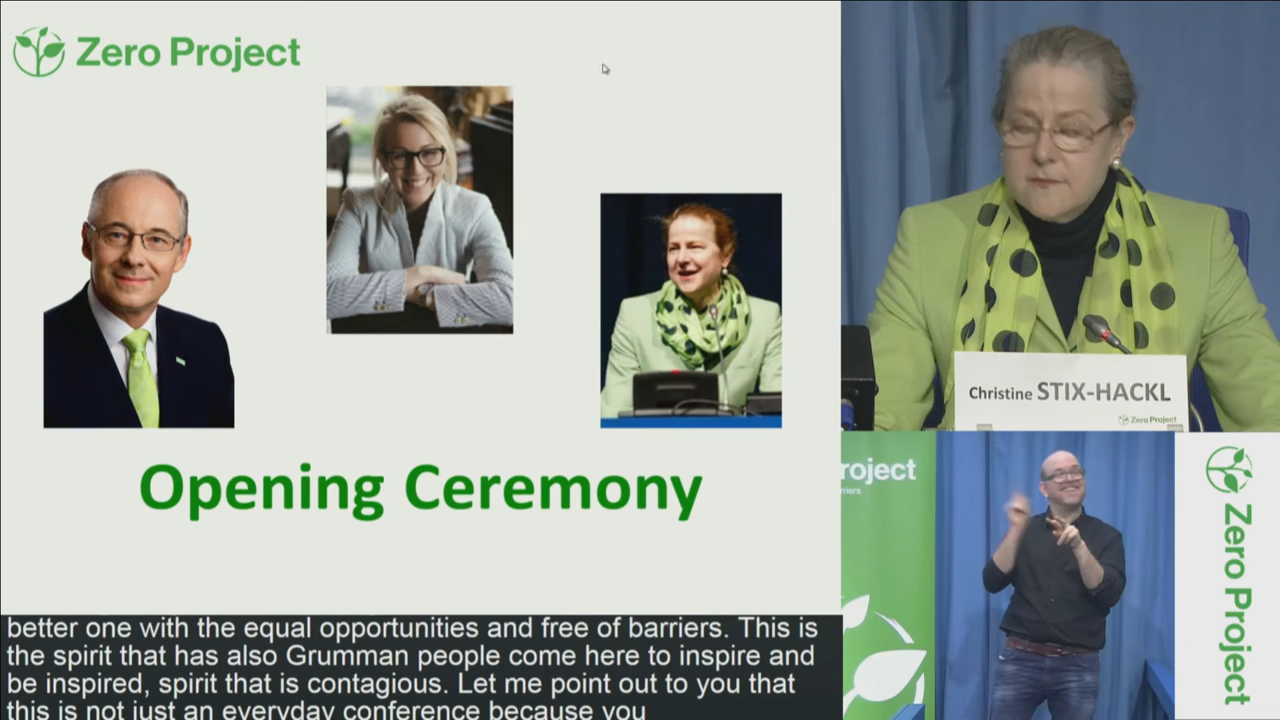 Zero Project
Opening Ceremony
better one with the equal opportunities and free of barriers. This is
the spirit that has also Grumman people come here to inspire and
be inspired, spirit that is contagious. Let me point out to you that
this is not just an everyday conference because you
Christine STIX-HACKL
Zero Project
roject
rriers.
Zero Project